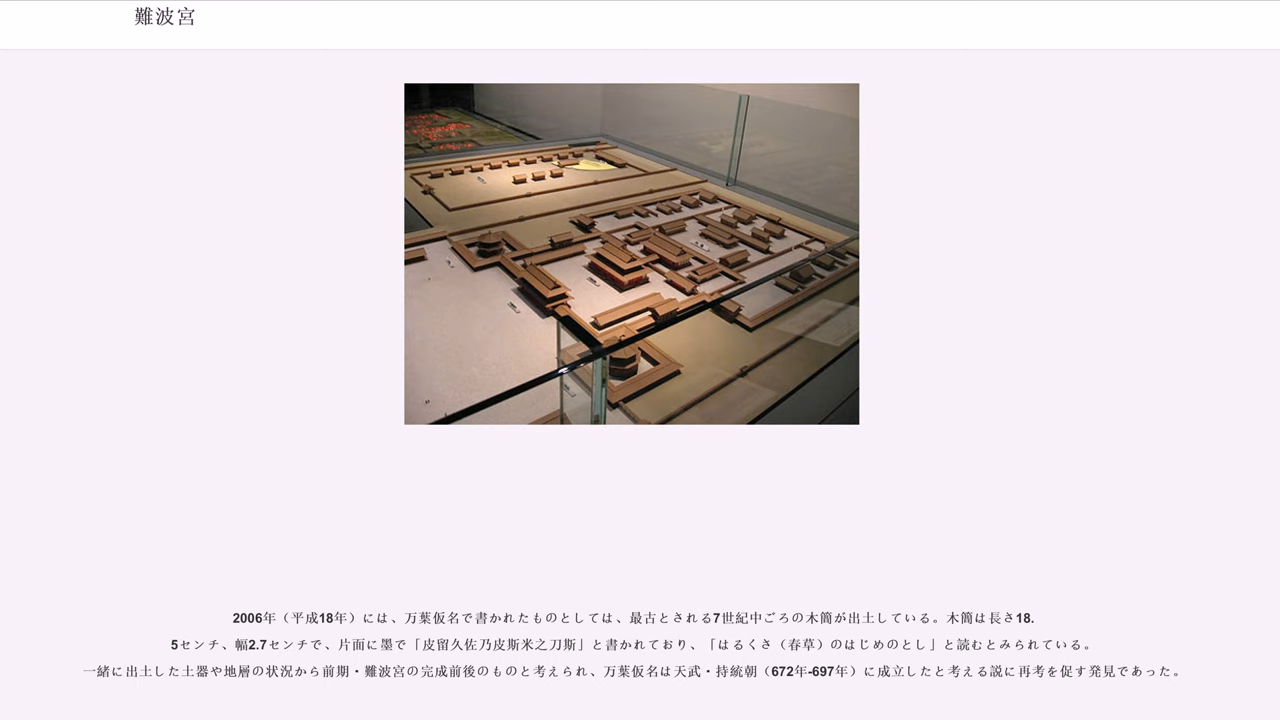 難波宮
2006年（平成18年）には、万葉仮名で書かれたものとしては、最古とされる7世紀中ごろの木簡が出土している。木簡は長さ18.
5センチ、幅2.7センチで、片面に墨で「皮留久佐乃皮斯米之刀斯」と書かれており、「はるくさ（春草）のはじめのとし」と読むとみられている。
一緒に出土した土器や地層の状況から前期・難波宮の完成前後のものと考えられ、万葉仮名は天武・持統朝（672年-697年）に成立したと考える説に再考を促す発見であった。